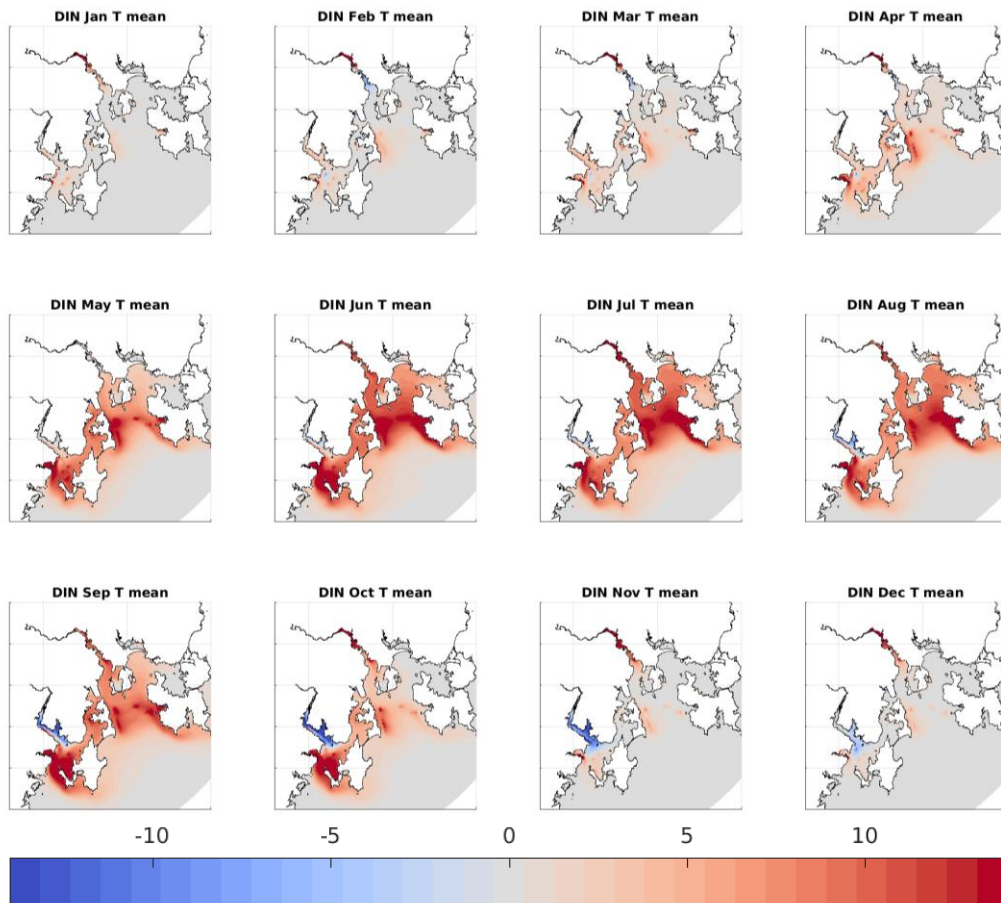 DIN Jan T mean
DIN Feb T mean
DIN Mar T mean
DIN Apr T mean
DIN May T mean
DIN Jun T mean
DIN Jul T mean
DIN Aug T mean
DIN Sep T mean
DIN Oct T mean
DIN Nov T mean
DIN Dec T mean
-10
-5
0
5
10